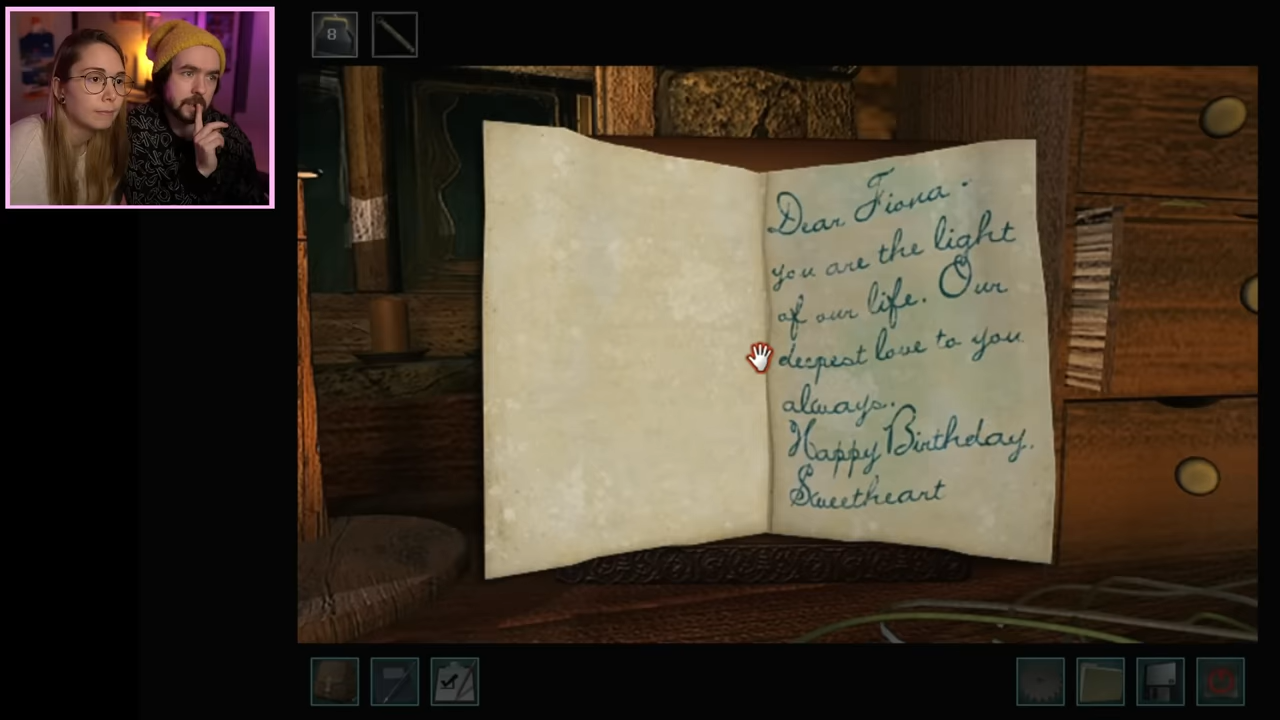 8
Dear Fiona -
you are the light
of our life. Our
deepest love to you
always.
Happy Birthday,
Sweetheart